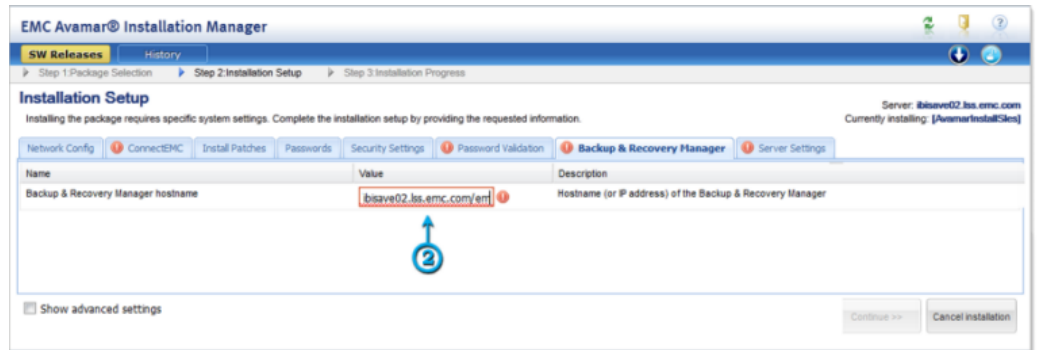 EMC Avamar® Installation Manager
SW Releases History
Step 1:Package Selection Step 2:Installation Setup Step 3:Installation Progress
Installation Setup
Server: ibisave02.lss.emc.com
Installing the package requires specific system settings. Complete the installation setup by providing the requested information.
Currently installing: [AvamarInstallSles]
Network Config ConnectEMC Install Patches Passwords Security Settings Password Validation Backup & Recovery Manager Server Settings
Name Value Description
Backup & Recovery Manager hostname ibisave02.lss.emc.com/em Hostname (or IP address) of the Backup & Recovery Manager
2
Show advanced settings
Continue >> Cancel installation